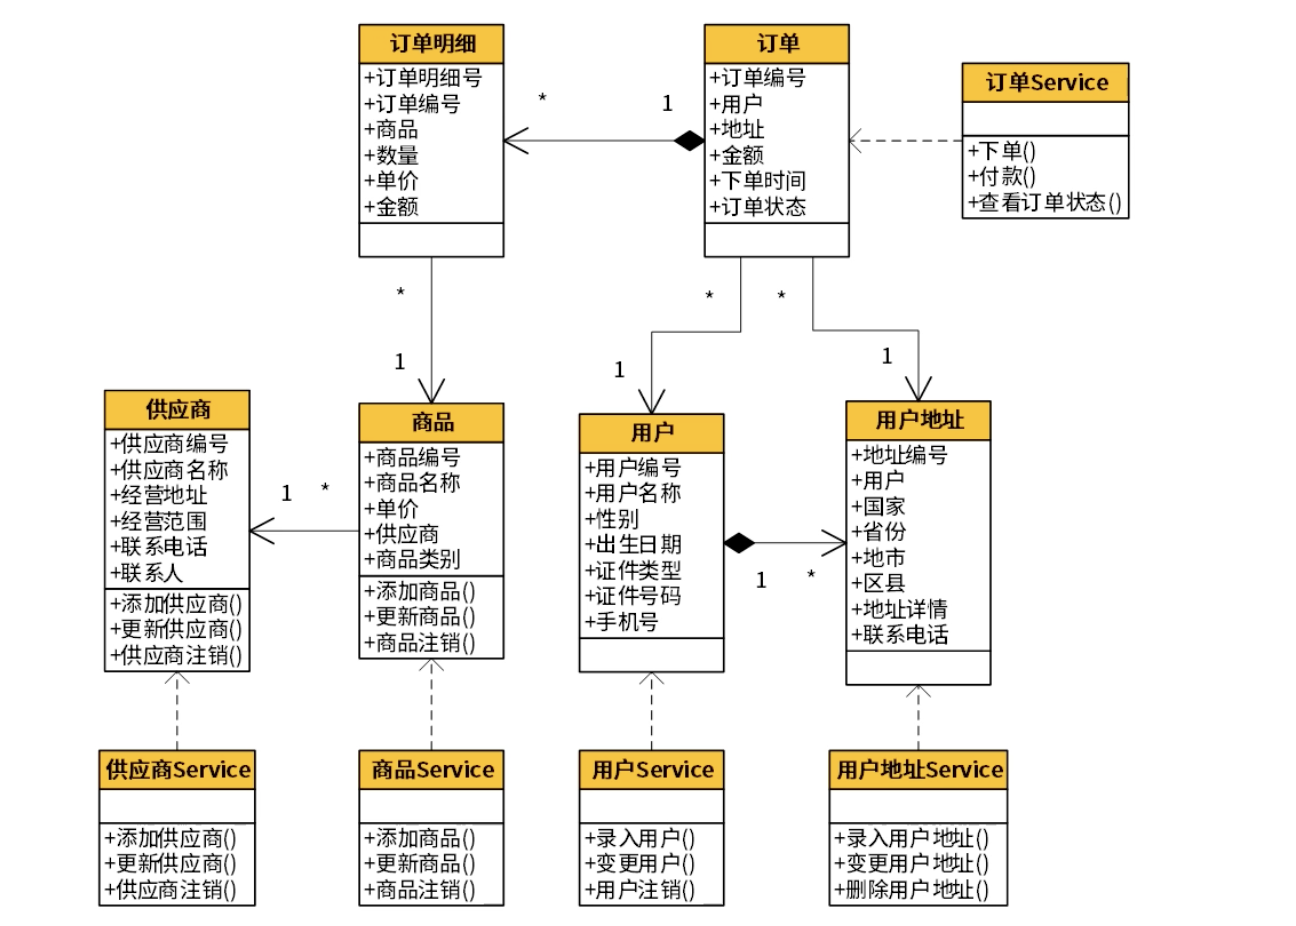 订单明细
+订单明细号
+订单编号
+商品
+数量
+单价
+金额
*
1
订单
+订单编号
+用户
+地址
+金额
+下单时间
+订单状态
订单Service
+下单()
+付款()
+查看订单状态()
*
1
*
1
*
1
供应商
+供应商编号
+供应商名称
+经营地址
+经营范围
+联系电话
+联系人
+添加供应商()
+更新供应商()
+供应商注销()
1
*
商品
+商品编号
+商品名称
+单价
+供应商
+商品类别
+添加商品()
+更新商品()
+商品注销()
用户
+用户编号
+用户名称
+性别
+出生日期
+证件类型
+证件号码
+手机号
1
*
用户地址
+地址编号
+用户
+国家
+省份
+地市
+区县
+地址详情
+联系电话
供应商Service
+添加供应商()
+更新供应商()
+供应商注销()
商品Service
+添加商品()
+更新商品()
+商品注销()
用户Service
+录入用户()
+变更用户()
+用户注销()
用户地址Service
+录入用户地址()
+变更用户地址()
+删除用户地址()